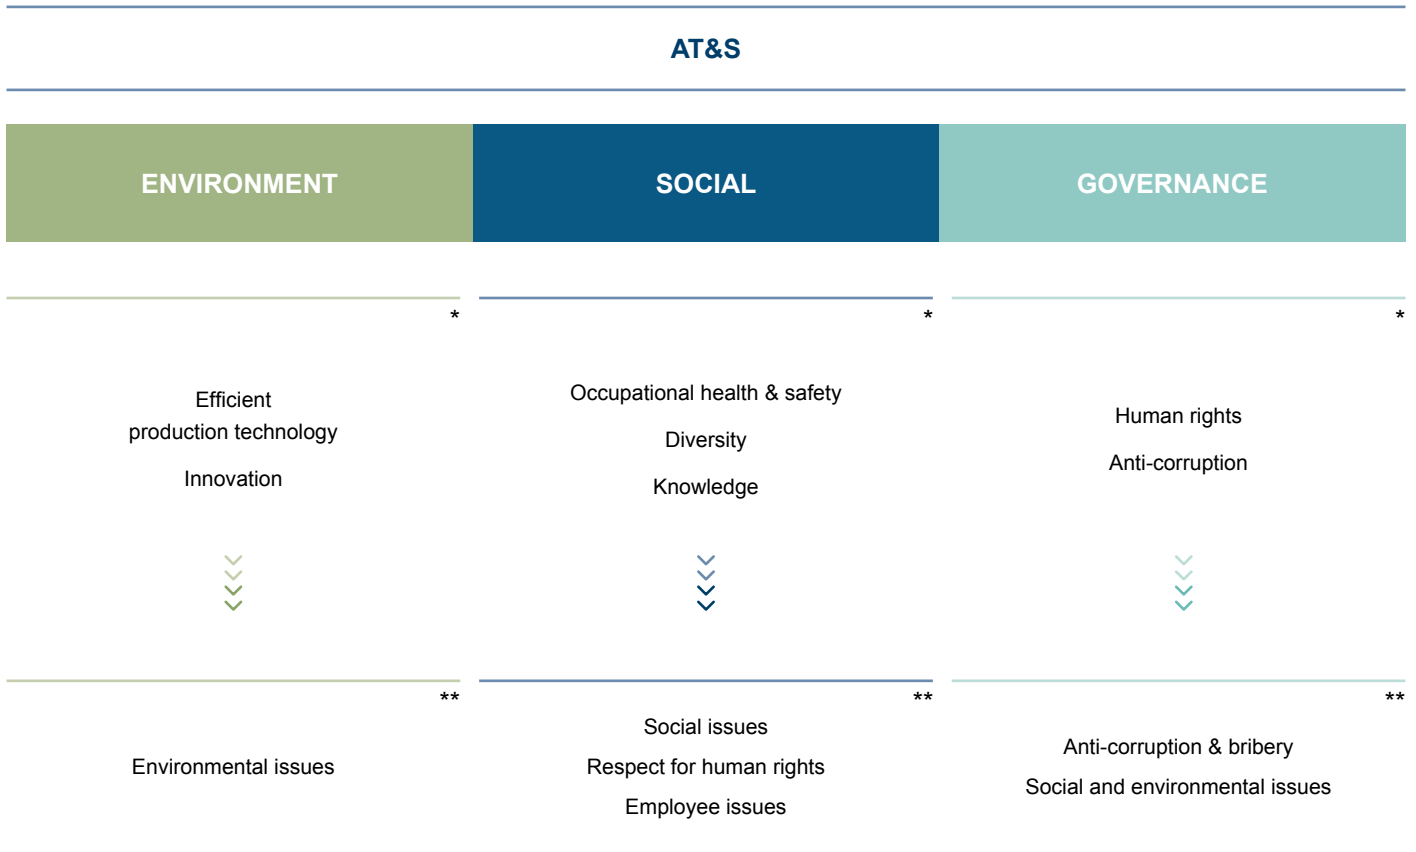 AT&S
ENVIRONMENT
SOCIAL
GOVERNANCE
*
*
*
Efficient
production technology
Innovation
Occupational health & safety
Diversity
Knowledge
Human rights
Anti-corruption
**
**
**
Environmental issues
Social issues
Respect for human rights
Employee issues
Anti-corruption & bribery
Social and environmental issues